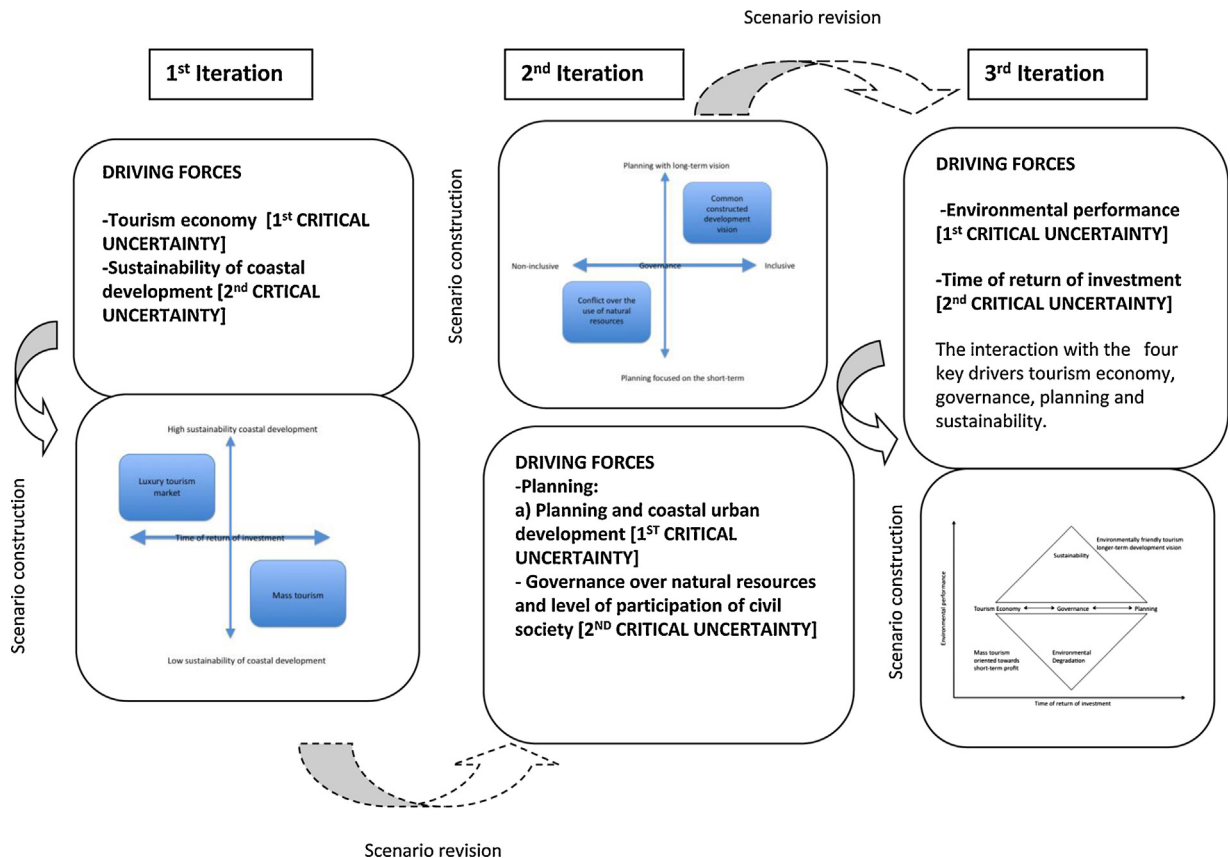 Scenario revision
1st Iteration
2nd Iteration
3rd Iteration
DRIVING FORCES
-Tourism economy [1st CRITICAL
UNCERTAINTY]
-Sustainability of coastal
development [2nd CRTICAL
UNCERTAINTY]
Scenario construction
High sustainability coastal development
Luxury tourism
market
Time of return of investment
Mass tourism
Low sustainability of coastal development
Scenario revision
Scenario construction
Planning with long-term vision
Common
constructed
development
vision
Non-inclusive
Governance
Inclusive
Conflict over the
use of natural
resources
Planning focused on the short-term
DRIVING FORCES
-Planning:
a) Planning and coastal urban
development [1ST CRITICAL
UNCERTAINTY]
- Governance over natural resources
and level of participation of civil
society [2ND CRITICAL UNCERTAINTY]
DRIVING FORCES
-Environmental performance
[1st CRITICAL UNCERTAINTY]
-Time of return of investment
[2nd CRITICAL UNCERTAINTY]
The interaction with the four
key drivers tourism economy,
governance, planning and
sustainability.
Scenario construction
Environmental performance
Sustainability
Environmentally friendly tourism
longer-term development vision
Tourism Economy
Governance
Planning
Mass tourism
oriented towards
short-term profit
Environmental
Degradation
Time of return of investment